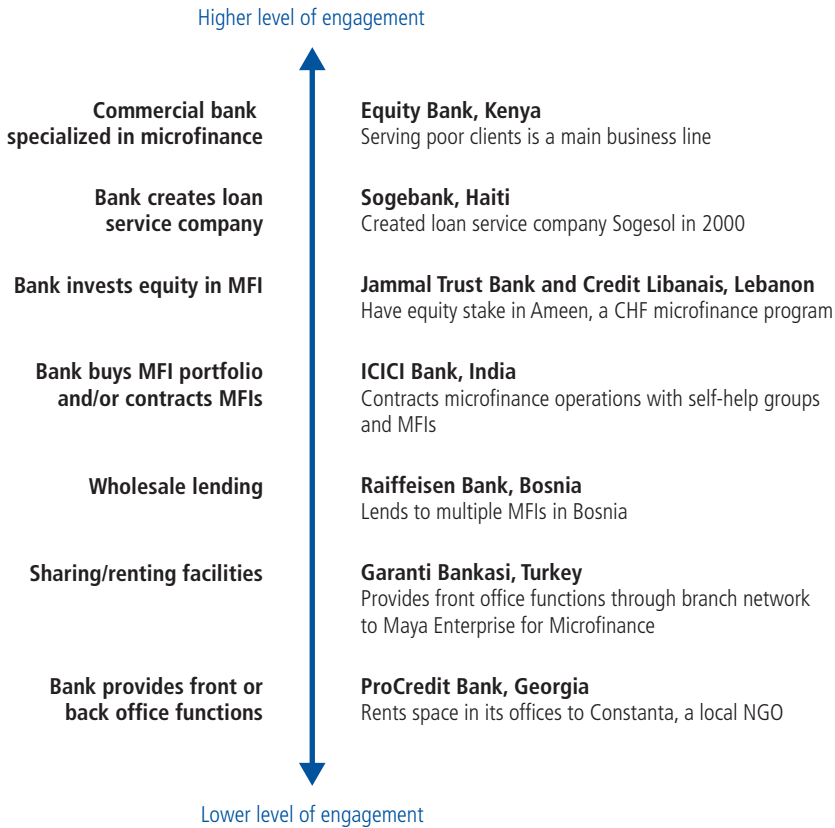 Higher level of engagement
Commercial bank
specialized in microfinance
Equity Bank, Kenya
Serving poor clients is a main business line
Bank creates loan
service company
Sogebank, Haiti
Created loan service company Sogesol in 2000
Bank invests equity in MFI
Jammal Trust Bank and Credit Libanais, Lebanon
Have equity stake in Ameen, a CHF microfinance program
Bank buys MFI portfolio
and/or contracts MFIs
ICICI Bank, India
Contracts microfinance operations with self-help groups
and MFIs
Wholesale lending
Raiffeisen Bank, Bosnia
Lends to multiple MFIs in Bosnia
Sharing/renting facilities
Garanti Bankasi, Turkey
Provides front office functions through branch network
to Maya Enterprise for Microfinance
Bank provides front or
back office functions
ProCredit Bank, Georgia
Rents space in its offices to Constanta, a local NGO
Lower level of engagement